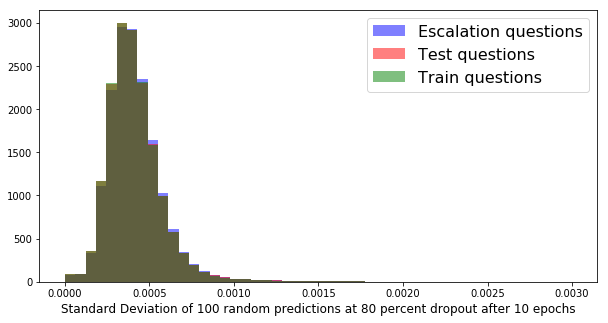 3000
2500
2000
1500
1000
500
0
Escalation questions
Test questions
Train questions
0.0000 0.0005 0.0010 0.0015 0.0020 0.0025 0.0030
Standard Deviation of 100 random predictions at 80 percent dropout after 10 epochs